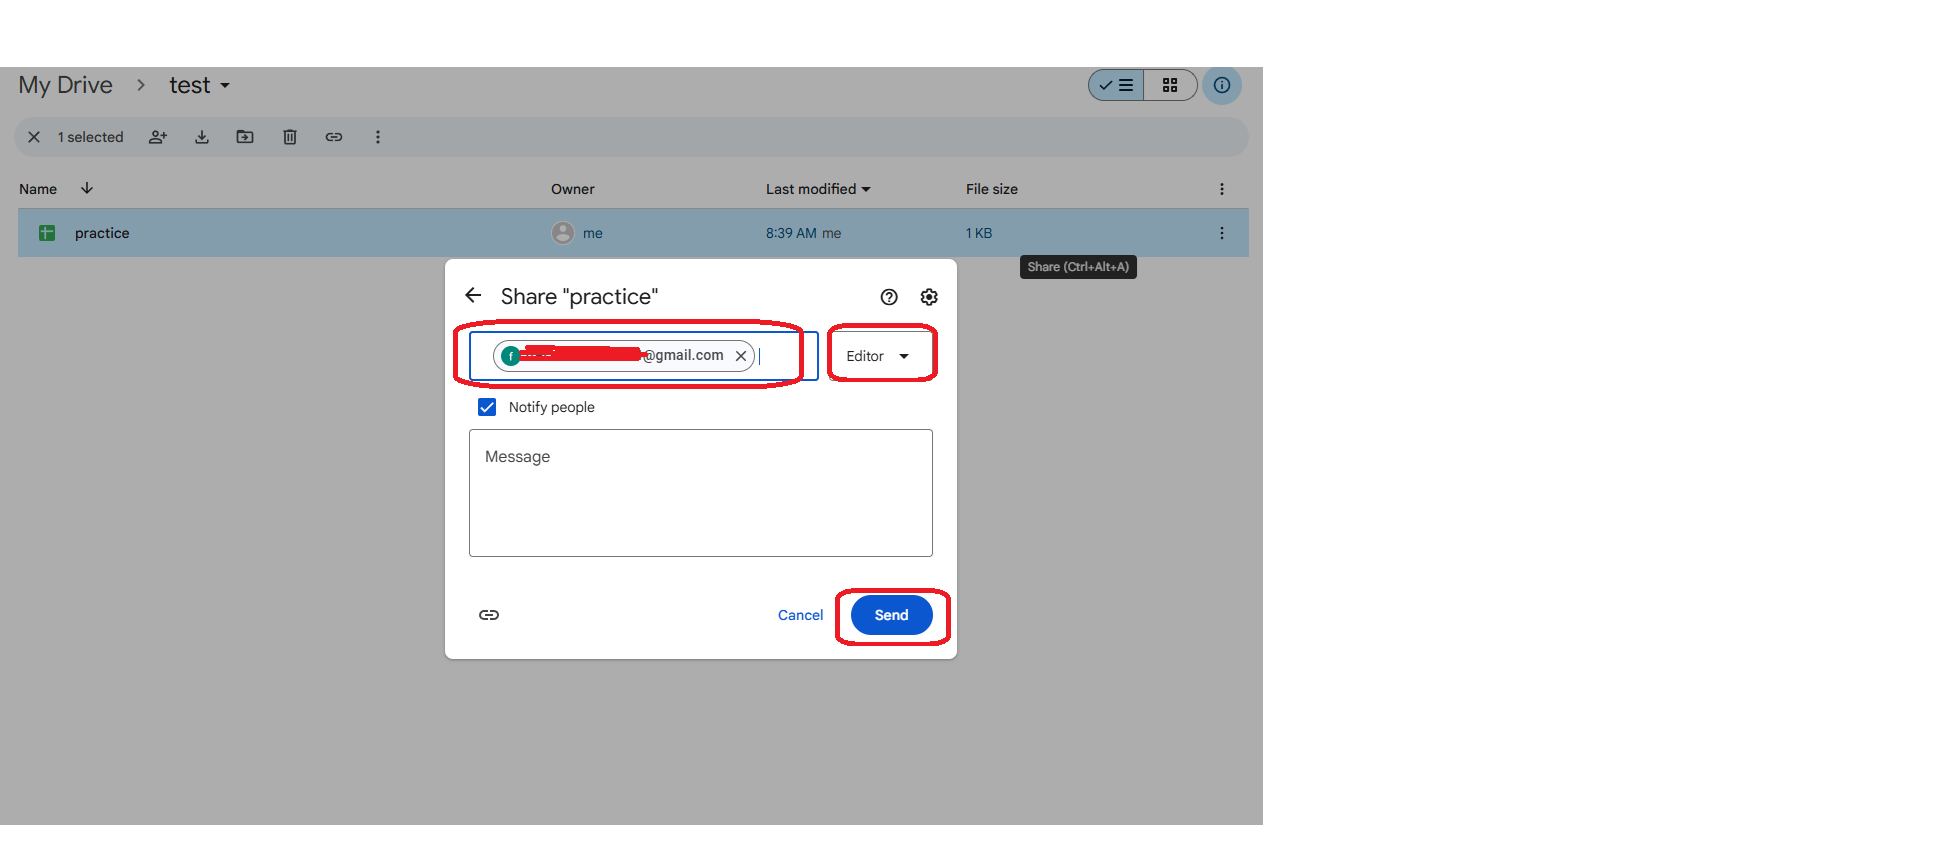 My Drive > test
1 selected
Name Owner Last modified File size
practice me 8:39 AM me 1 KB
Share (Ctrl+Alt+A)
Share "practice"
f @gmail.com Editor
Notify people
Message
Cancel Send